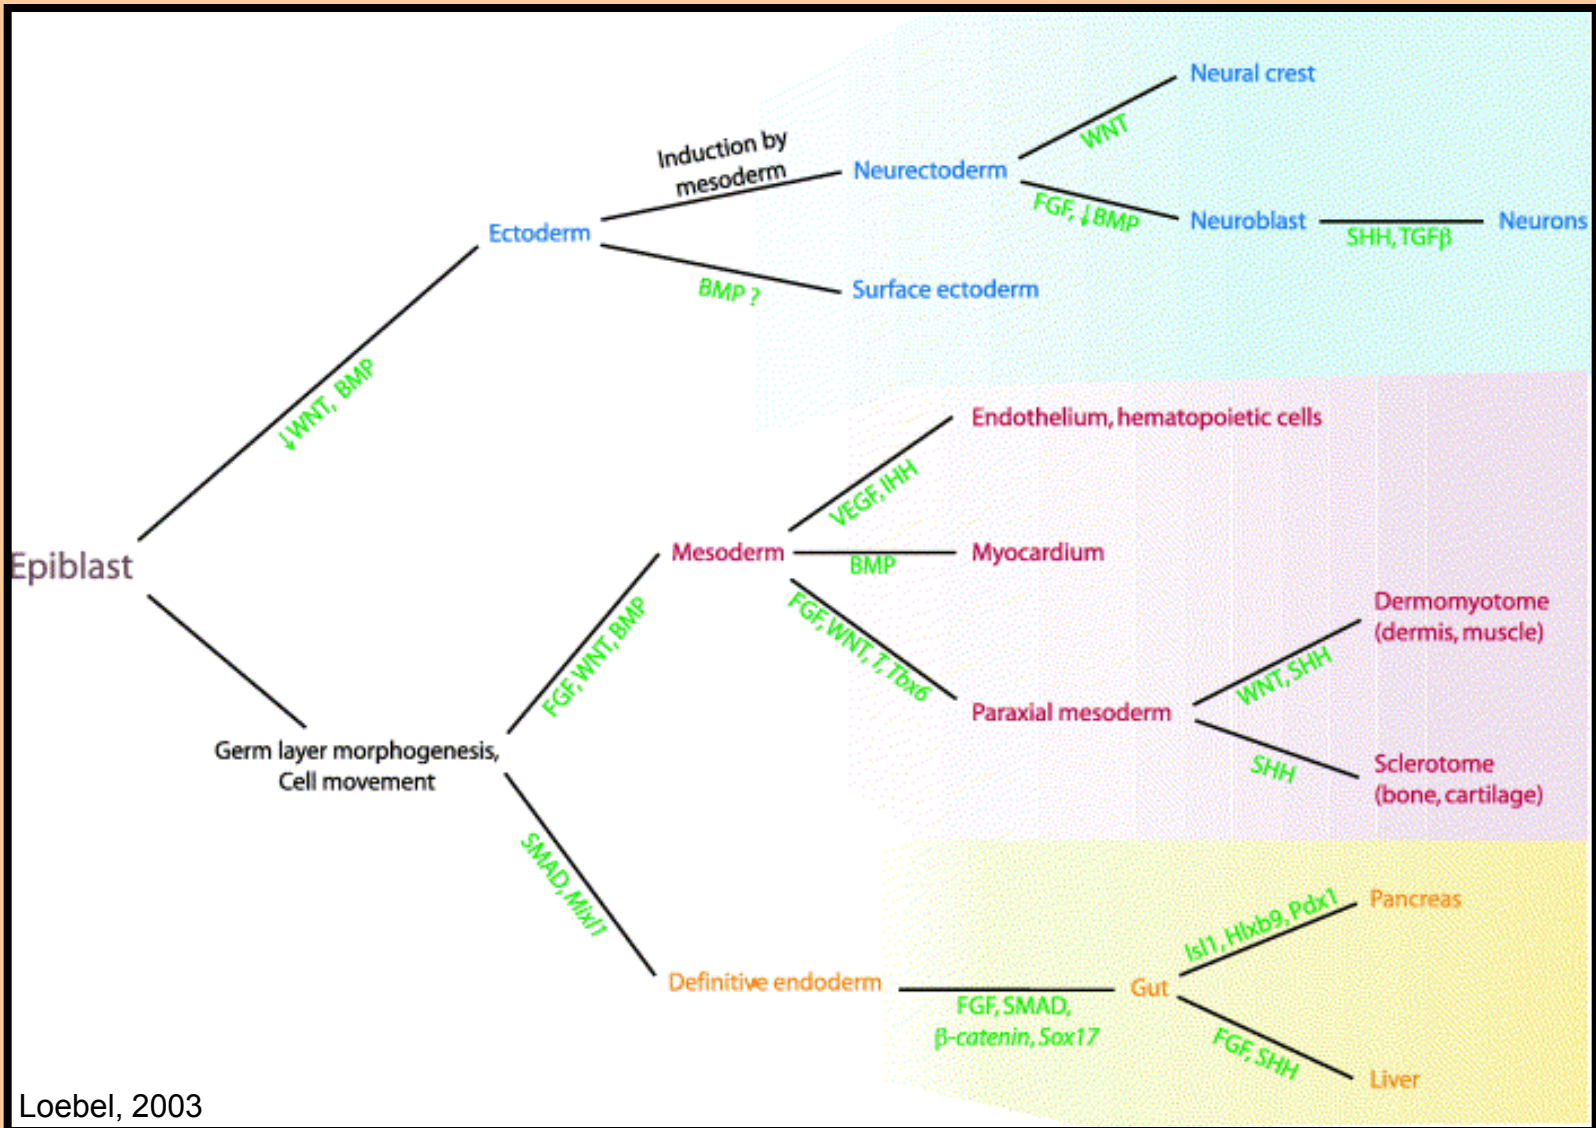 Neural crest
WNT
Induction by
mesoderm
Neurectoderm
FGF, ↓BMP
Neuroblast
SHH, TGFβ
Neurons
Ectoderm
BMP ?
Surface ectoderm
↓WNT, BMP
Endothelium, hematopoietic cells
VEGF, IHH
Epiblast
Mesoderm
BMP
Myocardium
FGF, WNT, BMP
FGF, WNT, T, Tbx6
Dermomyotome
(dermis, muscle)
WNT, SHH
Paraxial mesoderm
Germ layer morphogenesis,
Cell movement
SHH
Sclerotome
(bone, cartilage)
SMAD, Mixl1
Isl1, Hlxb9, Pdx1
Pancreas
Definitive endoderm
FGF, SMAD,
β-catenin, Sox17
Gut
FGF, SHH
Liver
Loebel, 2003